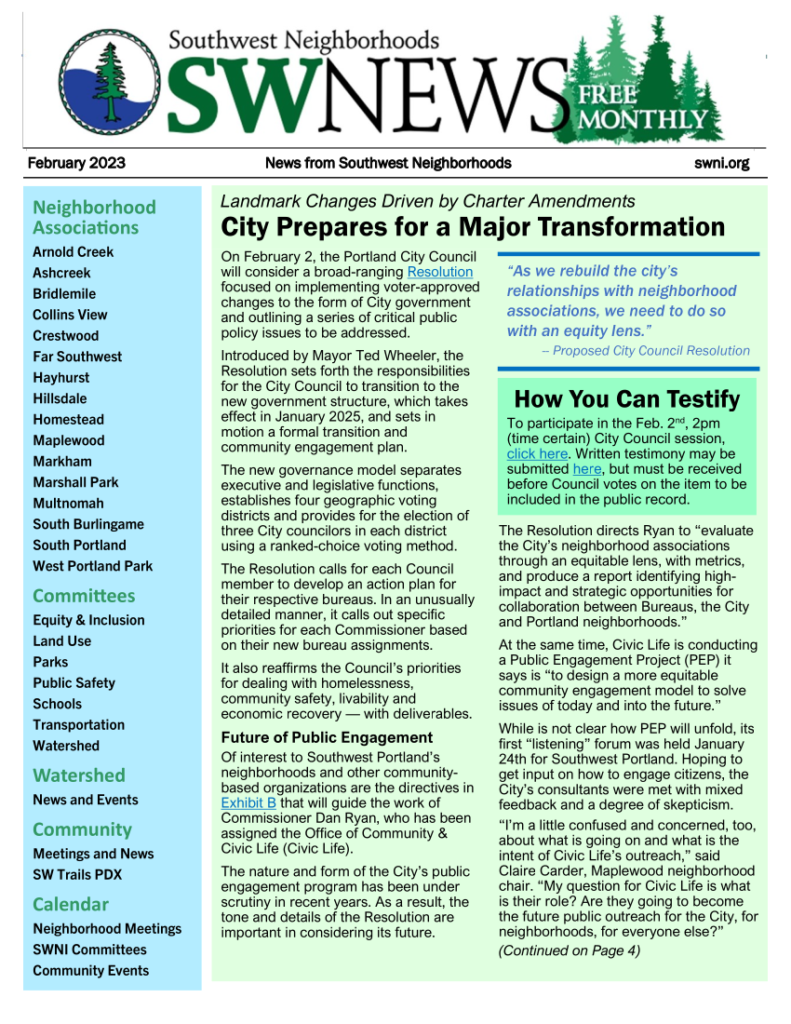 Southwest Neighborhoods
SWNEWS
FREE
MONTHLY
February 2023
News from Southwest Neighborhoods
swni.org
Neighborhood
Associations
Arnold Creek
Ashcreek
Bridlemile
Collins View
Crestwood
Far Southwest
Hayhurst
Hillsdale
Homestead
Maplewood
Markham
Marshall Park
Multnomah
South Burlingame
South Portland
West Portland Park
Committees
Equity & Inclusion
Land Use
Parks
Public Safety
Schools
Transportation
Watershed
Watershed
News and Events
Community
Meetings and News
SW Trails PDX
Calendar
Neighborhood Meetings
SWNI Committees
Community Events
Landmark Changes Driven by Charter Amendments
City Prepares for a Major Transformation
On February 2, the Portland City Council
will consider a broad-ranging Resolution
focused on implementing voter-approved
changes to the form of City government
and outlining a series of critical public
policy issues to be addressed.
Introduced by Mayor Ted Wheeler, the
Resolution sets forth the responsibilities
for the City Council to transition to the
new government structure, which takes
effect in January 2025, and sets in
motion a formal transition and
community engagement plan.
The new governance model separates
executive and legislative functions,
establishes four geographic voting
districts and provides for the election of
three City councilors in each district
using a ranked-choice voting method.
The Resolution calls for each Council
member to develop an action plan for
their respective bureaus. In an unusually
detailed manner, it calls out specific
priorities for each Commissioner based
on their new bureau assignments.
It also reaffirms the Council's priorities
for dealing with homelessness,
community safety, livability and
economic recovery — with deliverables.
Future of Public Engagement
Of interest to Southwest Portland's
neighborhoods and other community-
based organizations are the directives in
Exhibit B that will guide the work of
Commissioner Dan Ryan, who has been
assigned the Office of Community &
Civic Life (Civic Life).
The nature and form of the City's public
engagement program has been under
scrutiny in recent years. As a result, the
tone and details of the Resolution are
important in considering its future.
"As we rebuild the city's
relationships with neighborhood
associations, we need to do so
with an equity lens."
– Proposed City Council Resolution
How You Can Testify
To participate in the Feb. 2nd, 2pm
(time certain) City Council session,
click here. Written testimony may be
submitted here, but must be received
before Council votes on the item to be
included in the public record.
The Resolution directs Ryan to "evaluate
the City's neighborhood associations
through an equitable lens, with metrics,
and produce a report identifying high-
impact and strategic opportunities for
collaboration between Bureaus, the City
and Portland neighborhoods."
At the same time, Civic Life is conducting
a Public Engagement Project (PEP) it
says is "to design a more equitable
community engagement model to solve
issues of today and into the future."
While is not clear how PEP will unfold, its
first "listening" forum was held January
24th for Southwest Portland. Hoping to
get input on how to engage citizens, the
City's consultants were met with mixed
feedback and a degree of skepticism.
"I'm a little confused and concerned, too,
about what is going on and what is the
intent of Civic Life's outreach," said
Claire Carder, Maplewood neighborhood
chair. "My question for Civic Life is what
is their role? Are they going to become
the future public outreach for the City, for
neighborhoods, for everyone else?"
(Continued on Page 4)